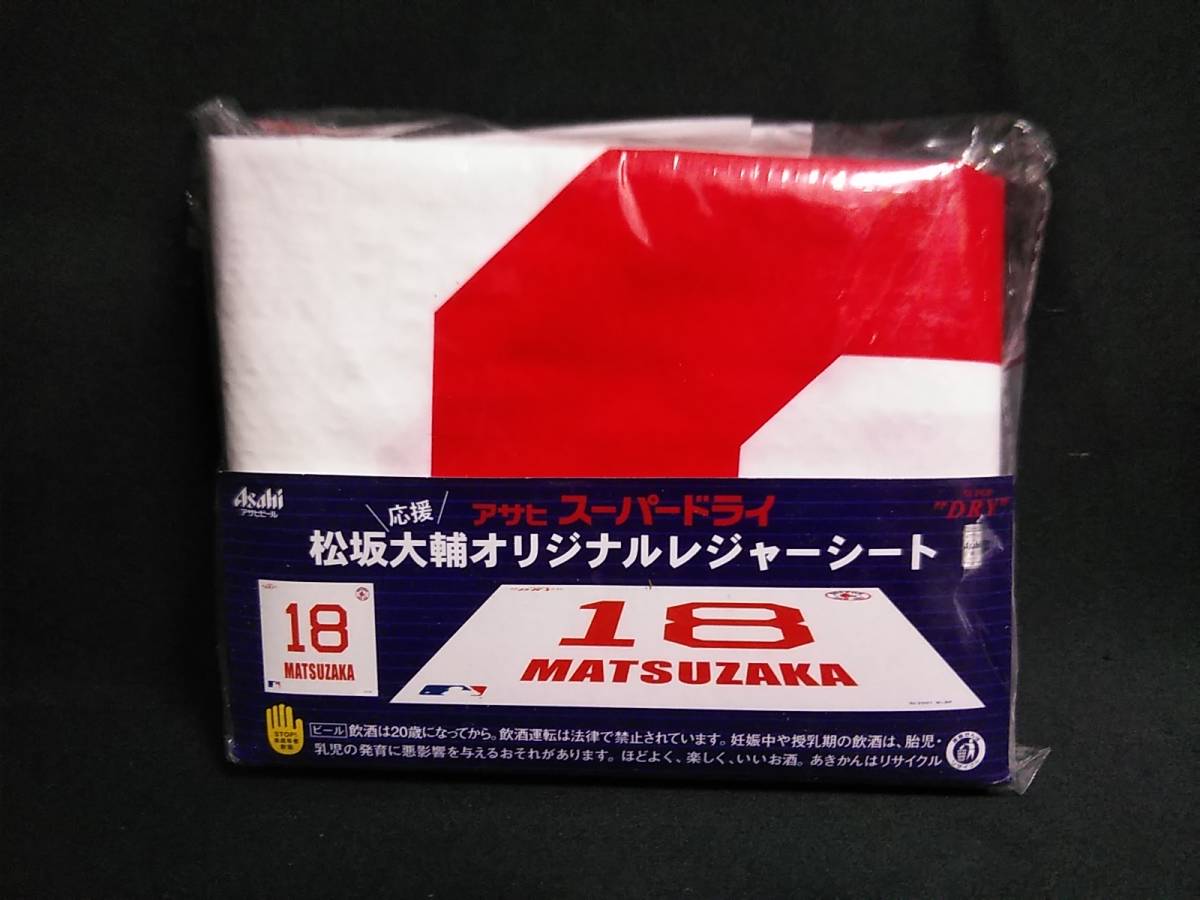 Asahi
アサヒビール
応援
アサヒ スーパードライ
"DRY"
松坂大輔オリジナルレジャーシート
18
MATSUZAKA
18
MATSUZAKA
STOP!
ビール 飲酒は20歳になってから。飲酒運転は法律で禁止されています。妊娠中や授乳期の飲酒は、胎児・
乳児の発育に悪影響を与えるおそれがあります。ほどよく、楽しく、いいお酒。あきかんはリサイクル